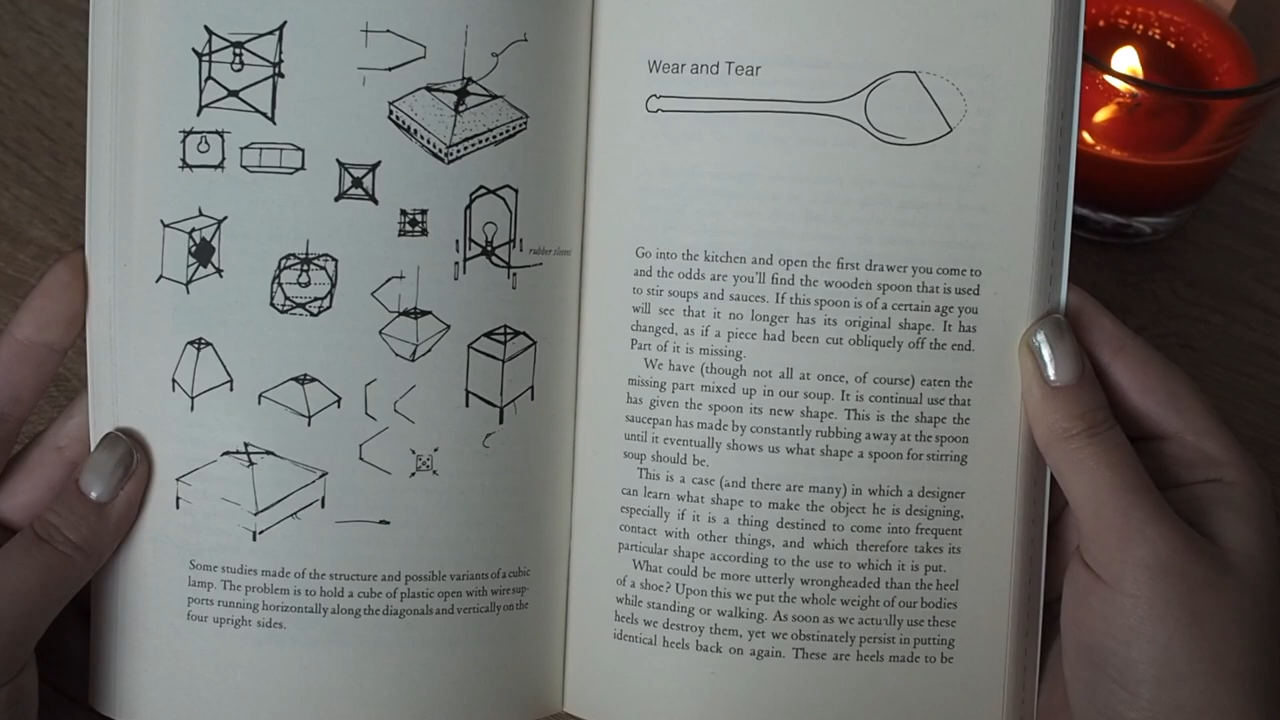 rubber sleeves
Some studies made of the structure and possible variants of a cubic
lamp. The problem is to hold a cube of plastic open with wire sup-
ports running horizontally along the diagonals and vertically on the
four upright sides.
Wear and Tear
Go into the kitchen and open the first drawer you come to
and the odds are you'll find the wooden spoon that is used
to stir soups and sauces. If this spoon is of a certain age you
will see that it no longer has its original shape. It has
changed, as if a piece had been cut obliquely off the end.
Part of it is missing.
We have (though not all at once, of course) eaten the
missing part mixed up in our soup. It is continual use that
has given the spoon its new shape. This is the shape the
saucepan has made by constantly rubbing away at the spoon
until it eventually shows us what shape a spoon for stirring
soup should be.
This is a case (and there are many) in which a designer
can learn what shape to make the object he is designing,
especially if it is a thing destined to come into frequent
contact with other things, and which therefore takes its
particular shape according to the use to which it is put.
What could be more utterly wrongheaded than the heel
of a shoe? Upon this we put the whole weight of our bodies
while standing or walking. As soon as we actually use these
heels we destroy them, yet we obstinately persist in putting
identical heels back on again. These are heels made to be